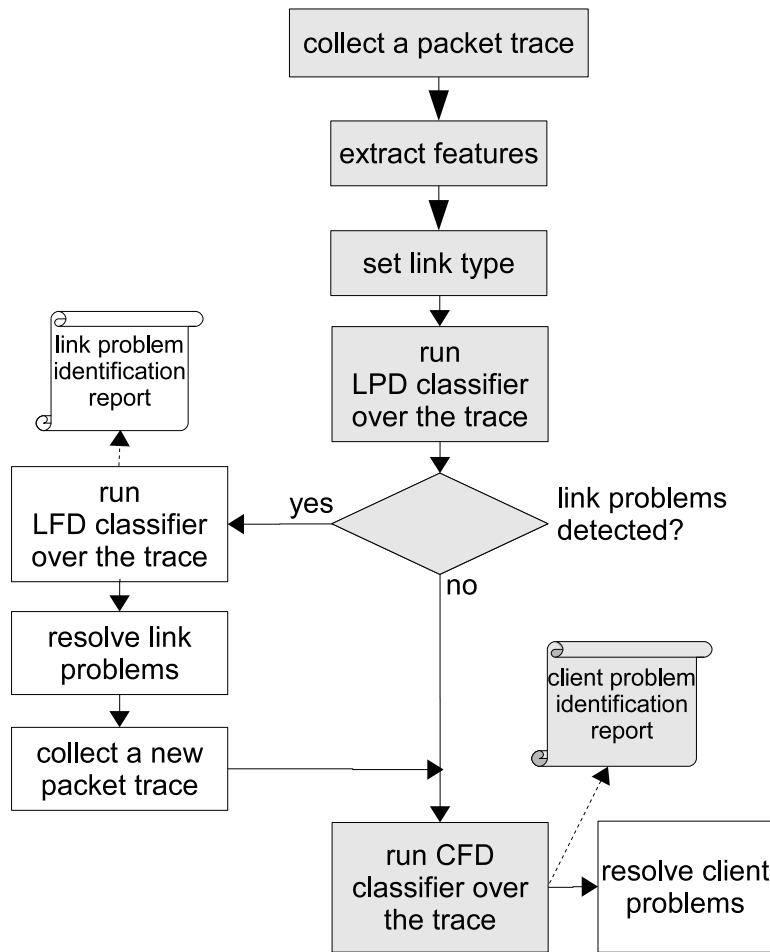 collect a packet trace
extract features
set link type
run
LPD classifier
over the trace
link problem
identification
report
link problems
detected?
yes
no
run
LFD classifier
over the trace
resolve link
problems
collect a new
packet trace
client problem
identification
report
run CFD
classifier over
the trace
resolve client
problems